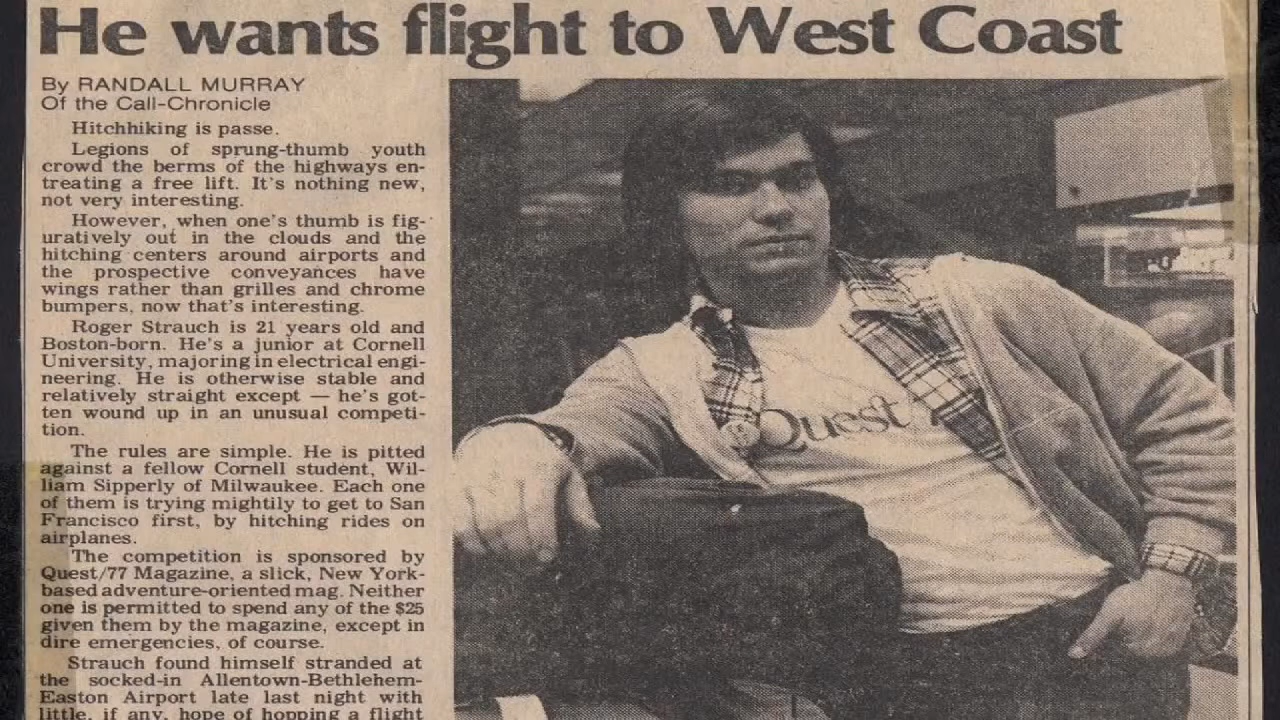 He wants flight to West Coast
By RANDALL MURRAY
Of the Call-Chronicle
Hitchhiking is passe.
Legions of sprung-thumb youth
crowd the berms of the highways en-
treating a free lift. It's nothing new,
not very interesting.
However, when one's thumb is fig-
uratively out in the clouds and the
hitching centers around airports and
the prospective conveyances have
wings rather than grilles and chrome
bumpers, now that's interesting.
Roger Strauch is 21 years old and
Boston-born. He's a junior at Cornell
University, majoring in electrical engi-
neering. He is otherwise stable and
relatively straight except — he's got-
ten wound up in an unusual competi-
tion.
The rules are simple. He is pitted
against a fellow Cornell student, Wil-
liam Sipperly of Milwaukee. Each one
of them is trying mightily to get to San
Francisco first, by hitching rides on
airplanes.
The competition is sponsored by
Quest/77 Magazine, a slick, New York-
based adventure-oriented mag. Neither
one is permitted to spend any of the $25
given them by the magazine, except in
dire emergencies, of course.
Strauch found himself stranded at
the socked-in Allentown-Bethlehem-
Easton Airport late last night with
little, if any, hope of hopping a flight
Quest